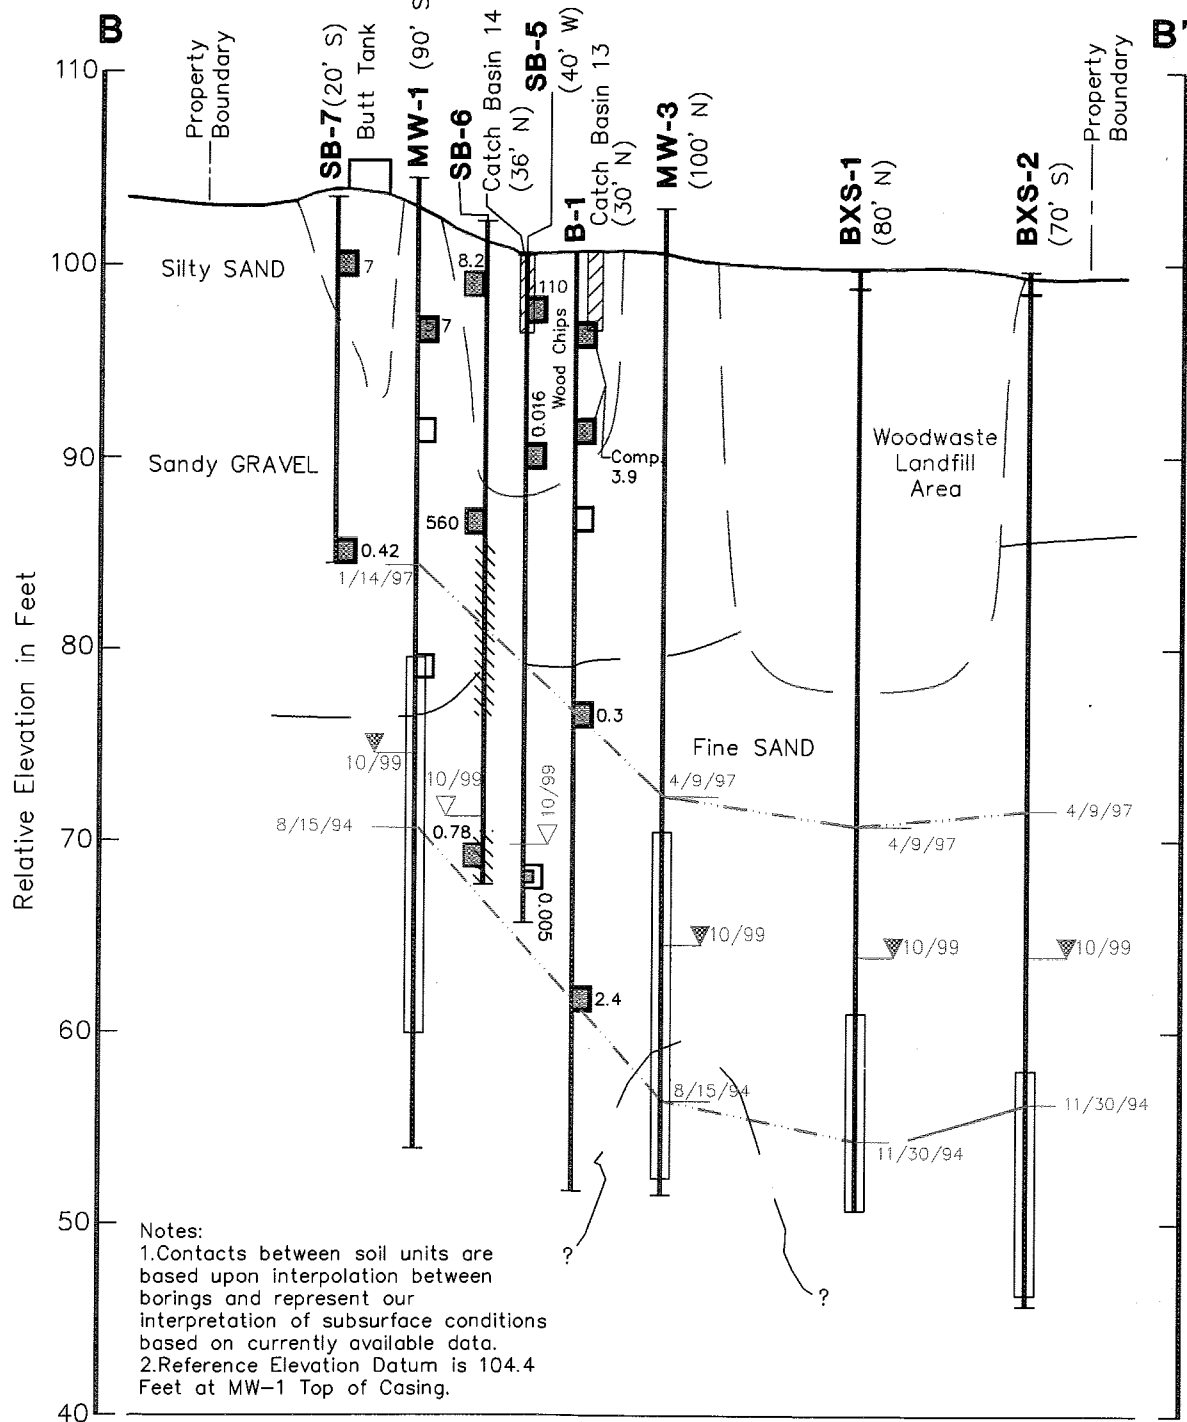 B
B'
Property
Boundary
SB-7 (20' S)
Butt Tank
MW-1 (90' S
SB-6
Catch Basin 14
(36' N)
SB-5
(40' W)
B-1
Catch Basin 13
(30' N)
MW-3
(100' N)
BXS-1
(80' N)
BXS-2
(70' S)
Property
Boundary
110
100
90
80
70
60
50
40
Relative Elevation in Feet
Silty SAND
7
7
8.2
110
Wood Chips
0.016
Comp.
3.9
Sandy GRAVEL
560
0.42
1/14/97
Woodwaste
Landfill
Area
0.3
Fine SAND
10/99
10/99
10/99
8/15/94
0.78
0.005
4/9/97
4/9/97
4/9/97
10/99
10/99
10/99
2.4
8/15/94
11/30/94
11/30/94
?
?
Notes:
1.Contacts between soil units are
based upon interpolation between
borings and represent our
interpretation of subsurface conditions
based on currently available data.
2.Reference Elevation Datum is 104.4
Feet at MW-1 Top of Casing.